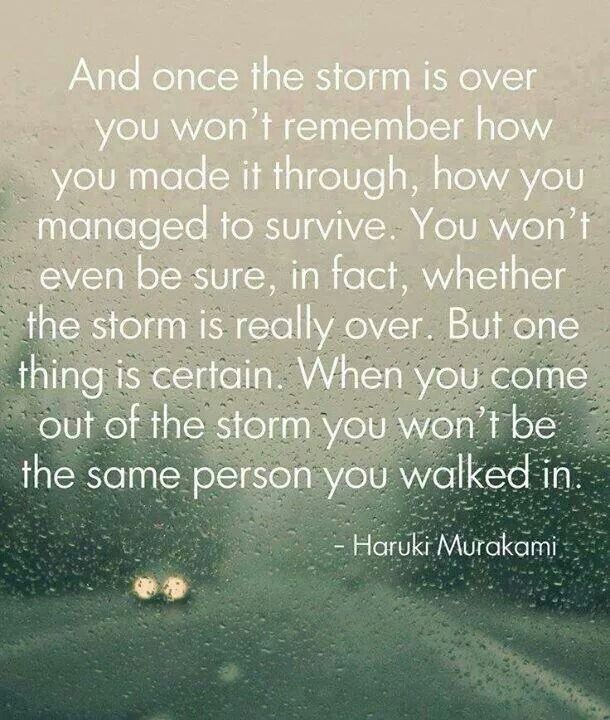 And once the storm is over
you won't remember how
you made it through, how you
managed to survive. You won't
even be sure, in fact, whether
the storm is really over. But one
thing is certain. When you come
out of the storm you won't be
the same person you walked in.
- Haruki Murakami